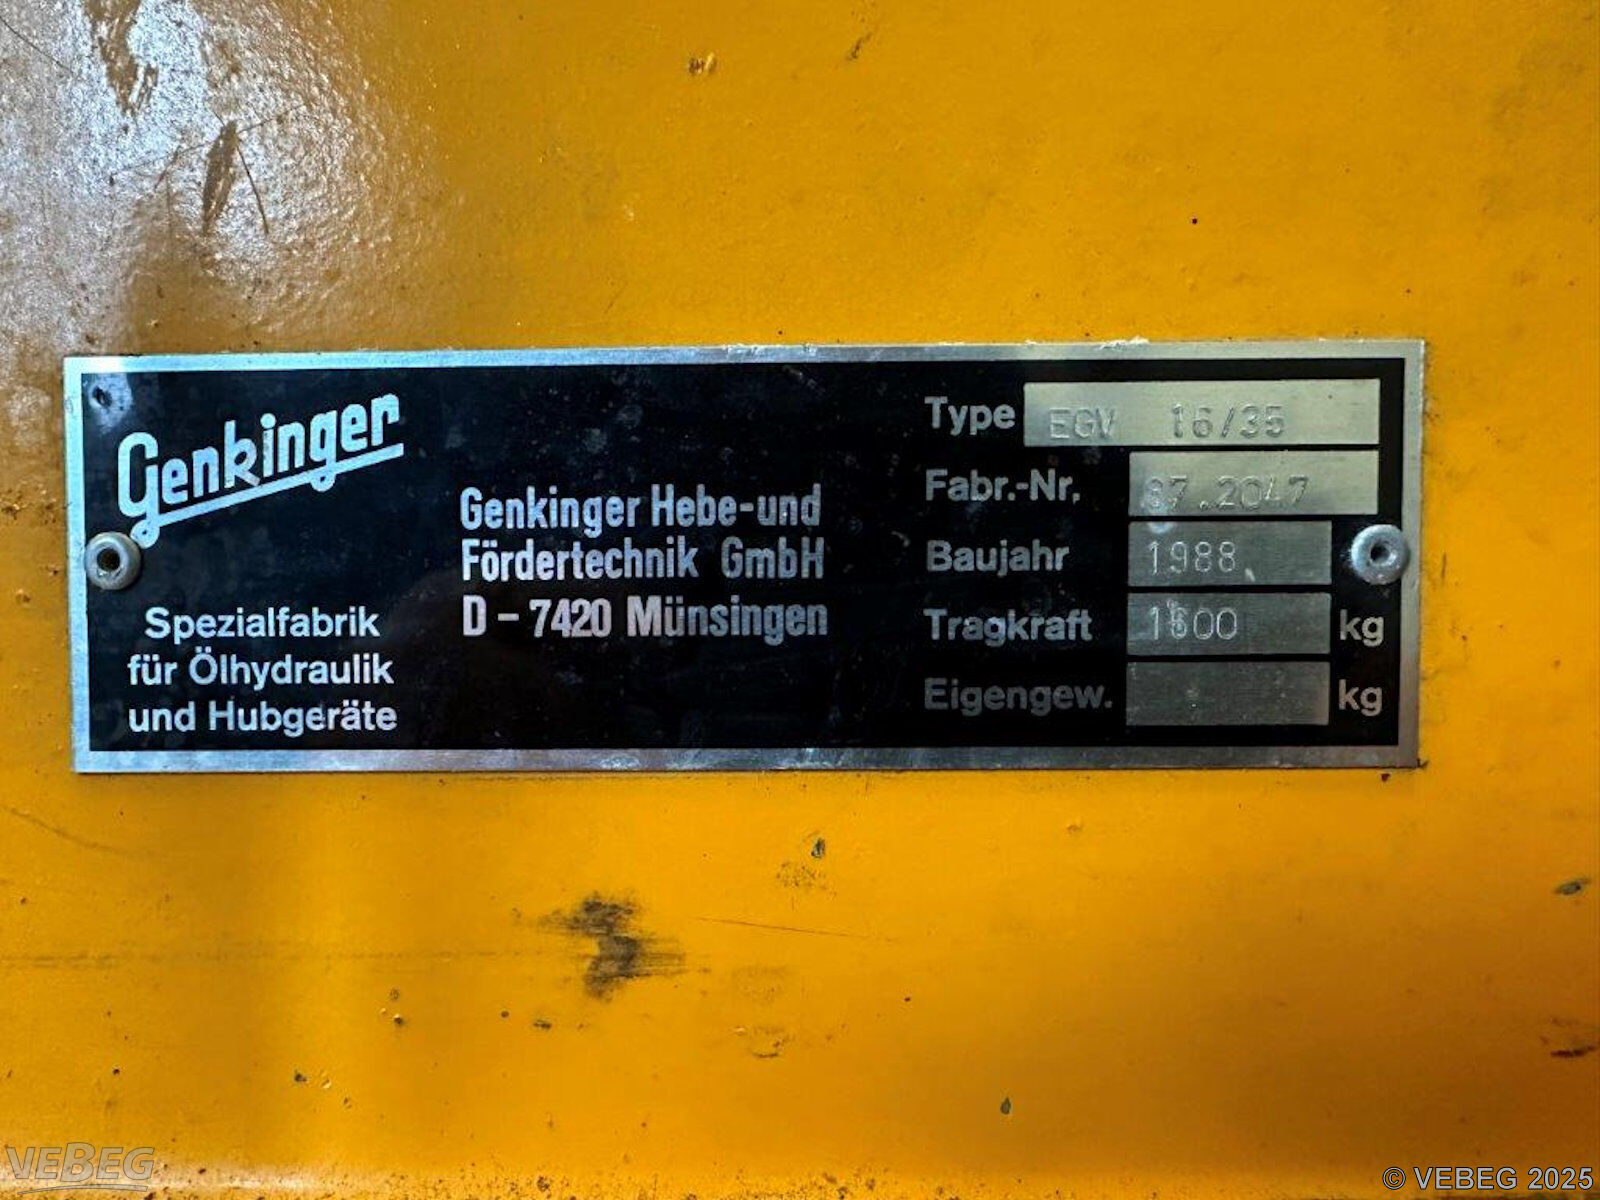 Genkinger
Spezialfabrik
für Ölhydraulik
und Hubgeräte
Genkinger Hebe-und
Fördertechnik GmbH
D - 7420 Münsingen
Type EGV 16/35
Fabr.-Nr. 87.2047
Baujahr 1988
Tragkraft 1600 kg
Eigengew. kg
VEBEG
© VEBEG 2025